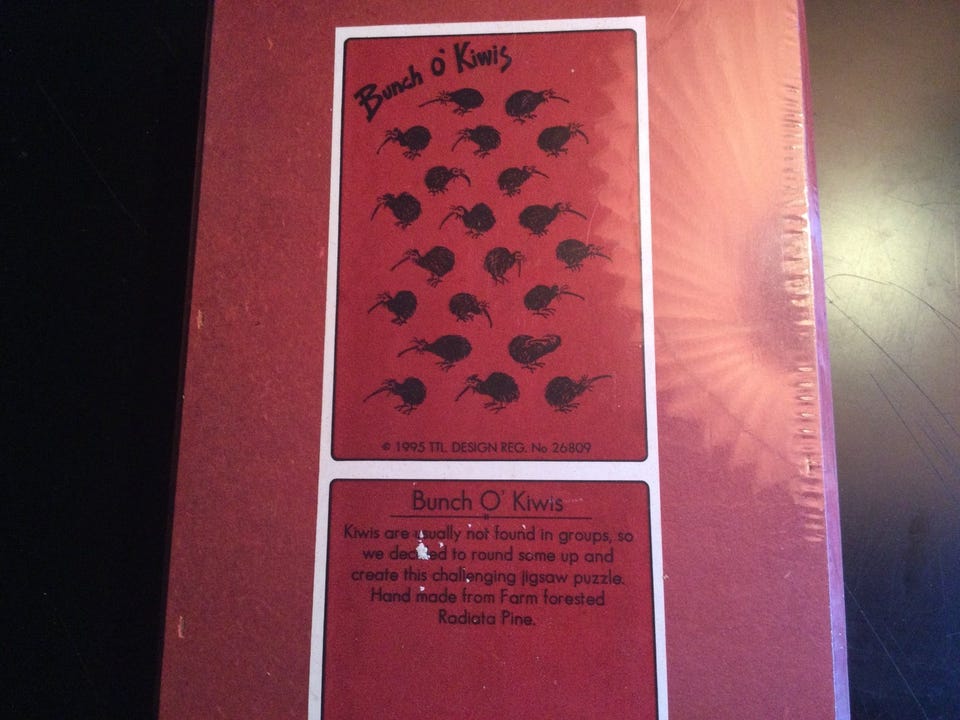 Bunch O' Kiwis
© 1995 TTL DESIGN REG. No 26809
Bunch O' Kiwis
Kiwis are usually not found in groups, so
we decided to round some up and
create this challenging jigsaw puzzle.
Hand made from Farm forested
Radiata Pine.